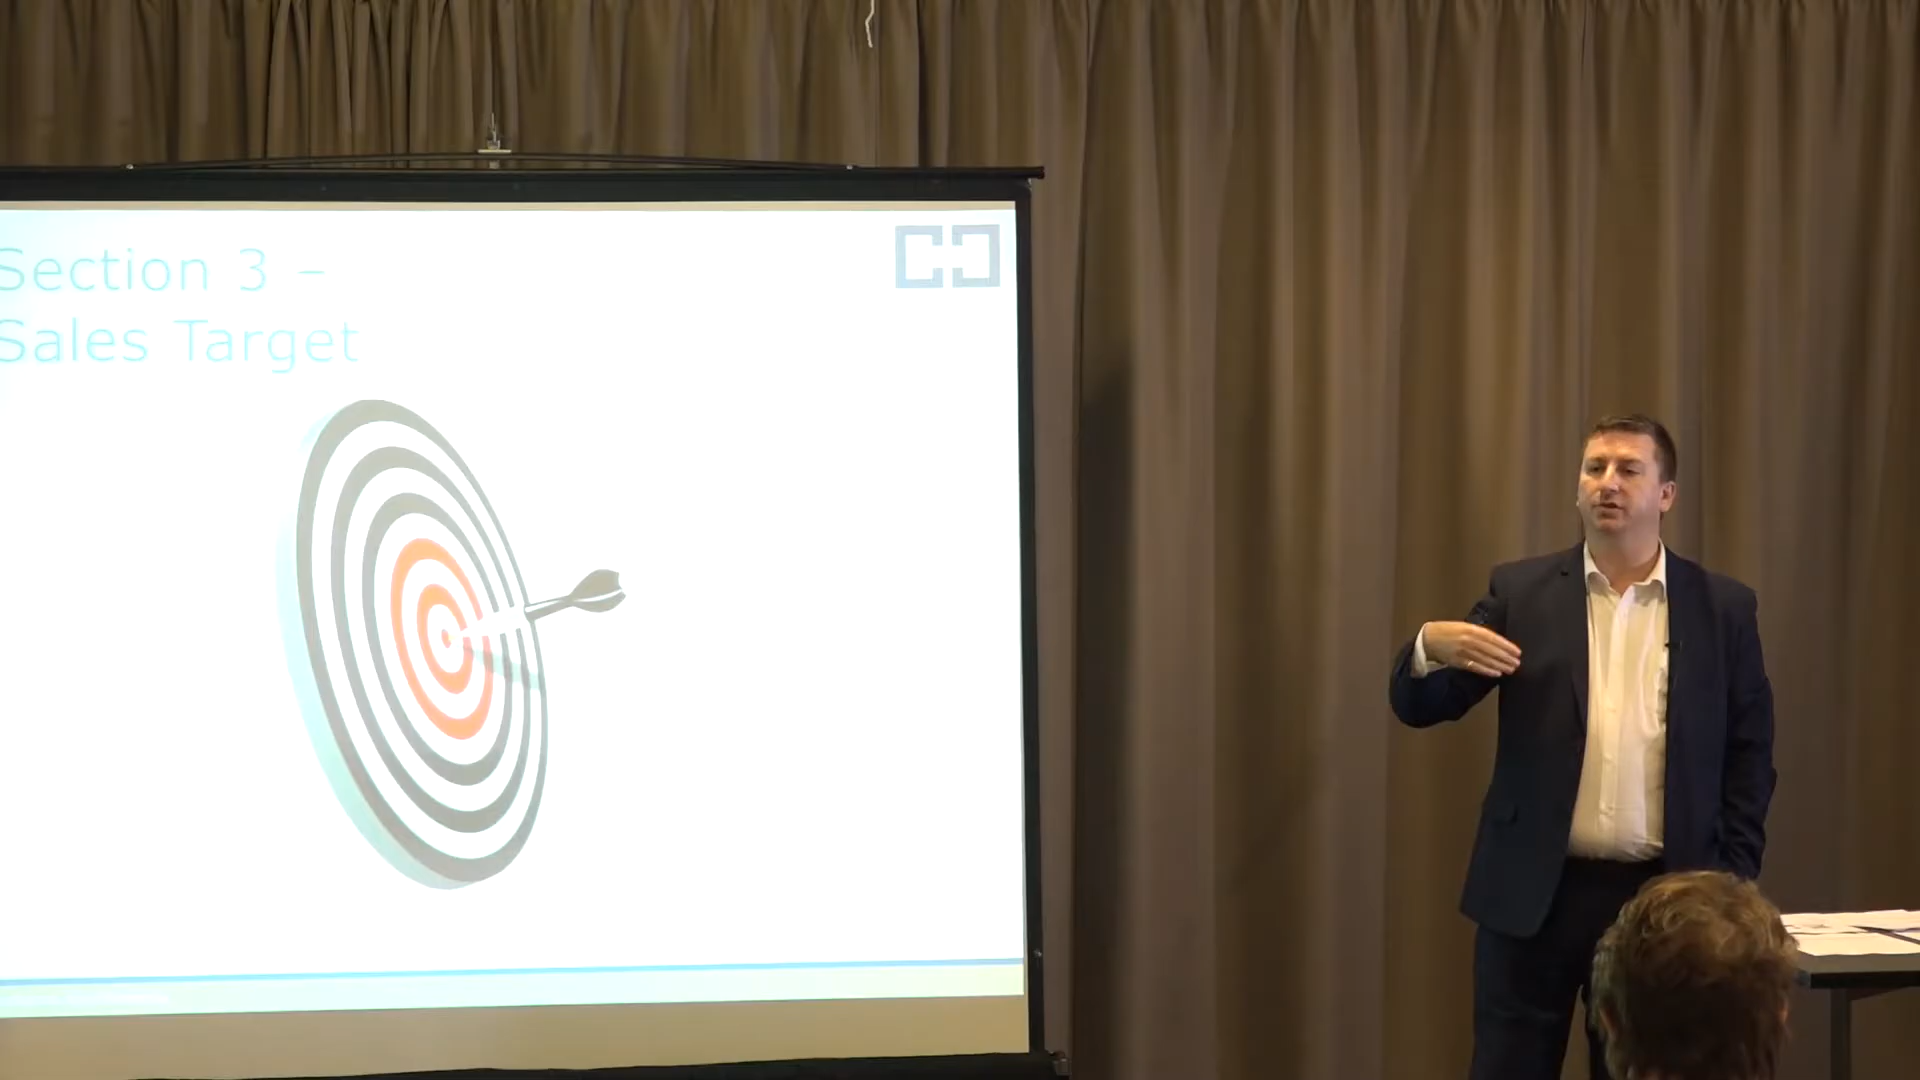 Section 3 –
Sales Target